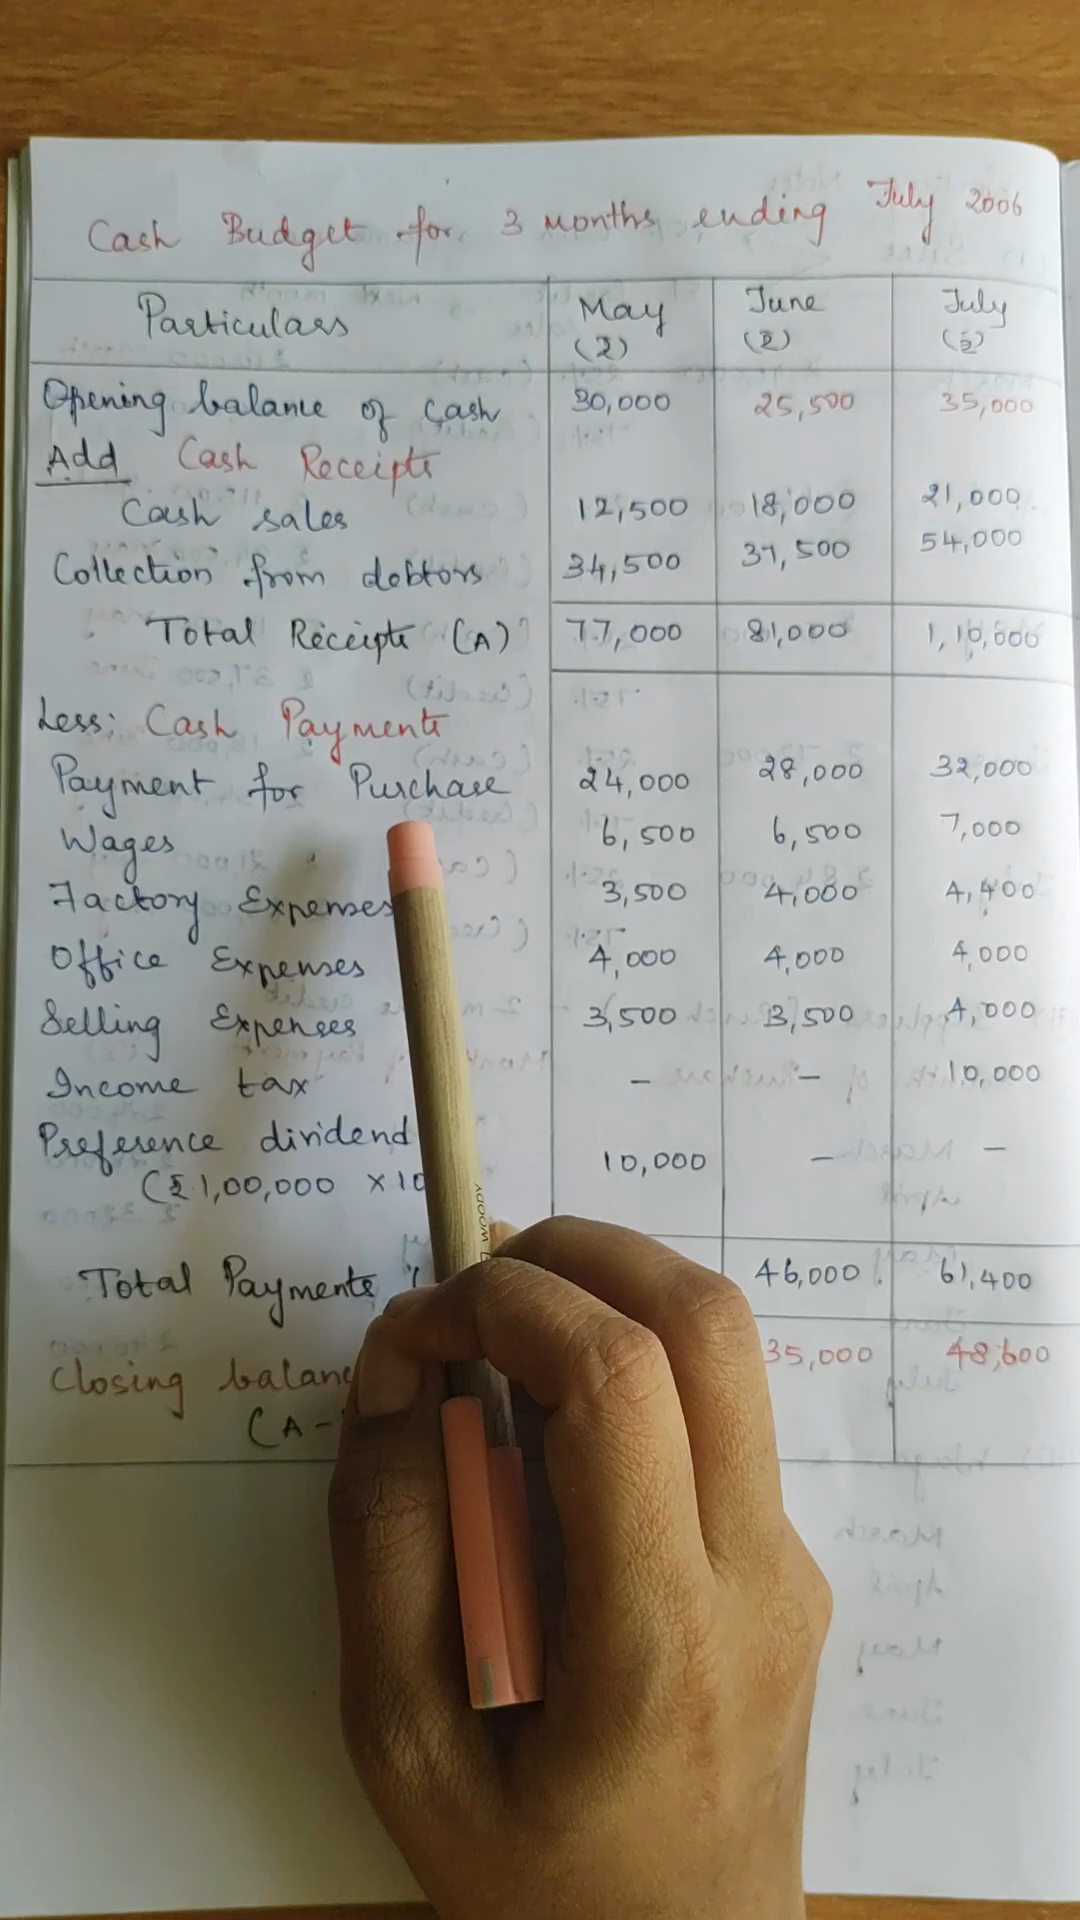 Cash Budget for 3 months ending July 2006
Particulars May June July
(₹) (₹) (₹)
Opening balance of cash 30,000 25,500 35,000
Add Cash Receipts
Cash sales 12,500 18,000 21,000
Collection from debtors 34,500 37,500 54,000
Total Receipts (A) 77,000 81,000 1,10,000
Less: Cash Payments
Payment for Purchase 24,000 28,000 32,000
Wages 6,500 6,500 7,000
Factory Expenses 3,500 4,000 4,400
Office Expenses 4,000 4,000 4,000
Selling Expenses 3,500 3,500 4,000
Income tax - - 10,000
Preference dividend 10,000 - -
(₹1,00,000 ×10
Total Payments ( 46,000 61,400
Closing balanc 35,000 48,600
(A-